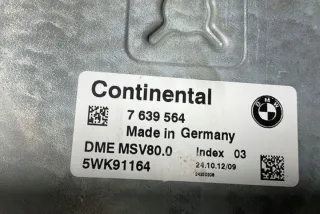 Continental
7 639 564
Made in Germany
DME MSV80.0 Index 03
5WK91164 24.10.12/09